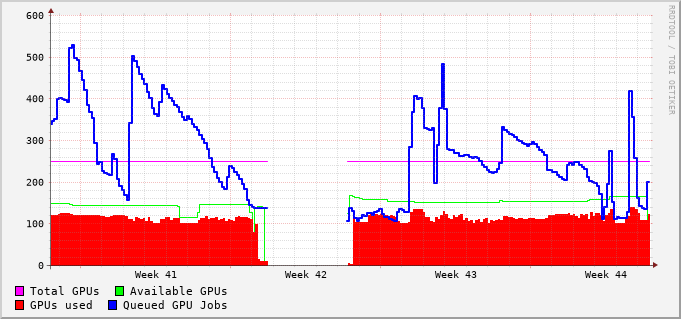 600
500
400
300
200
100
0
Week 41 Week 42 Week 43 Week 44
Total GPUs Available GPUs
GPUs used Queued GPU Jobs
RRDTOOL / TOBI OETIKER